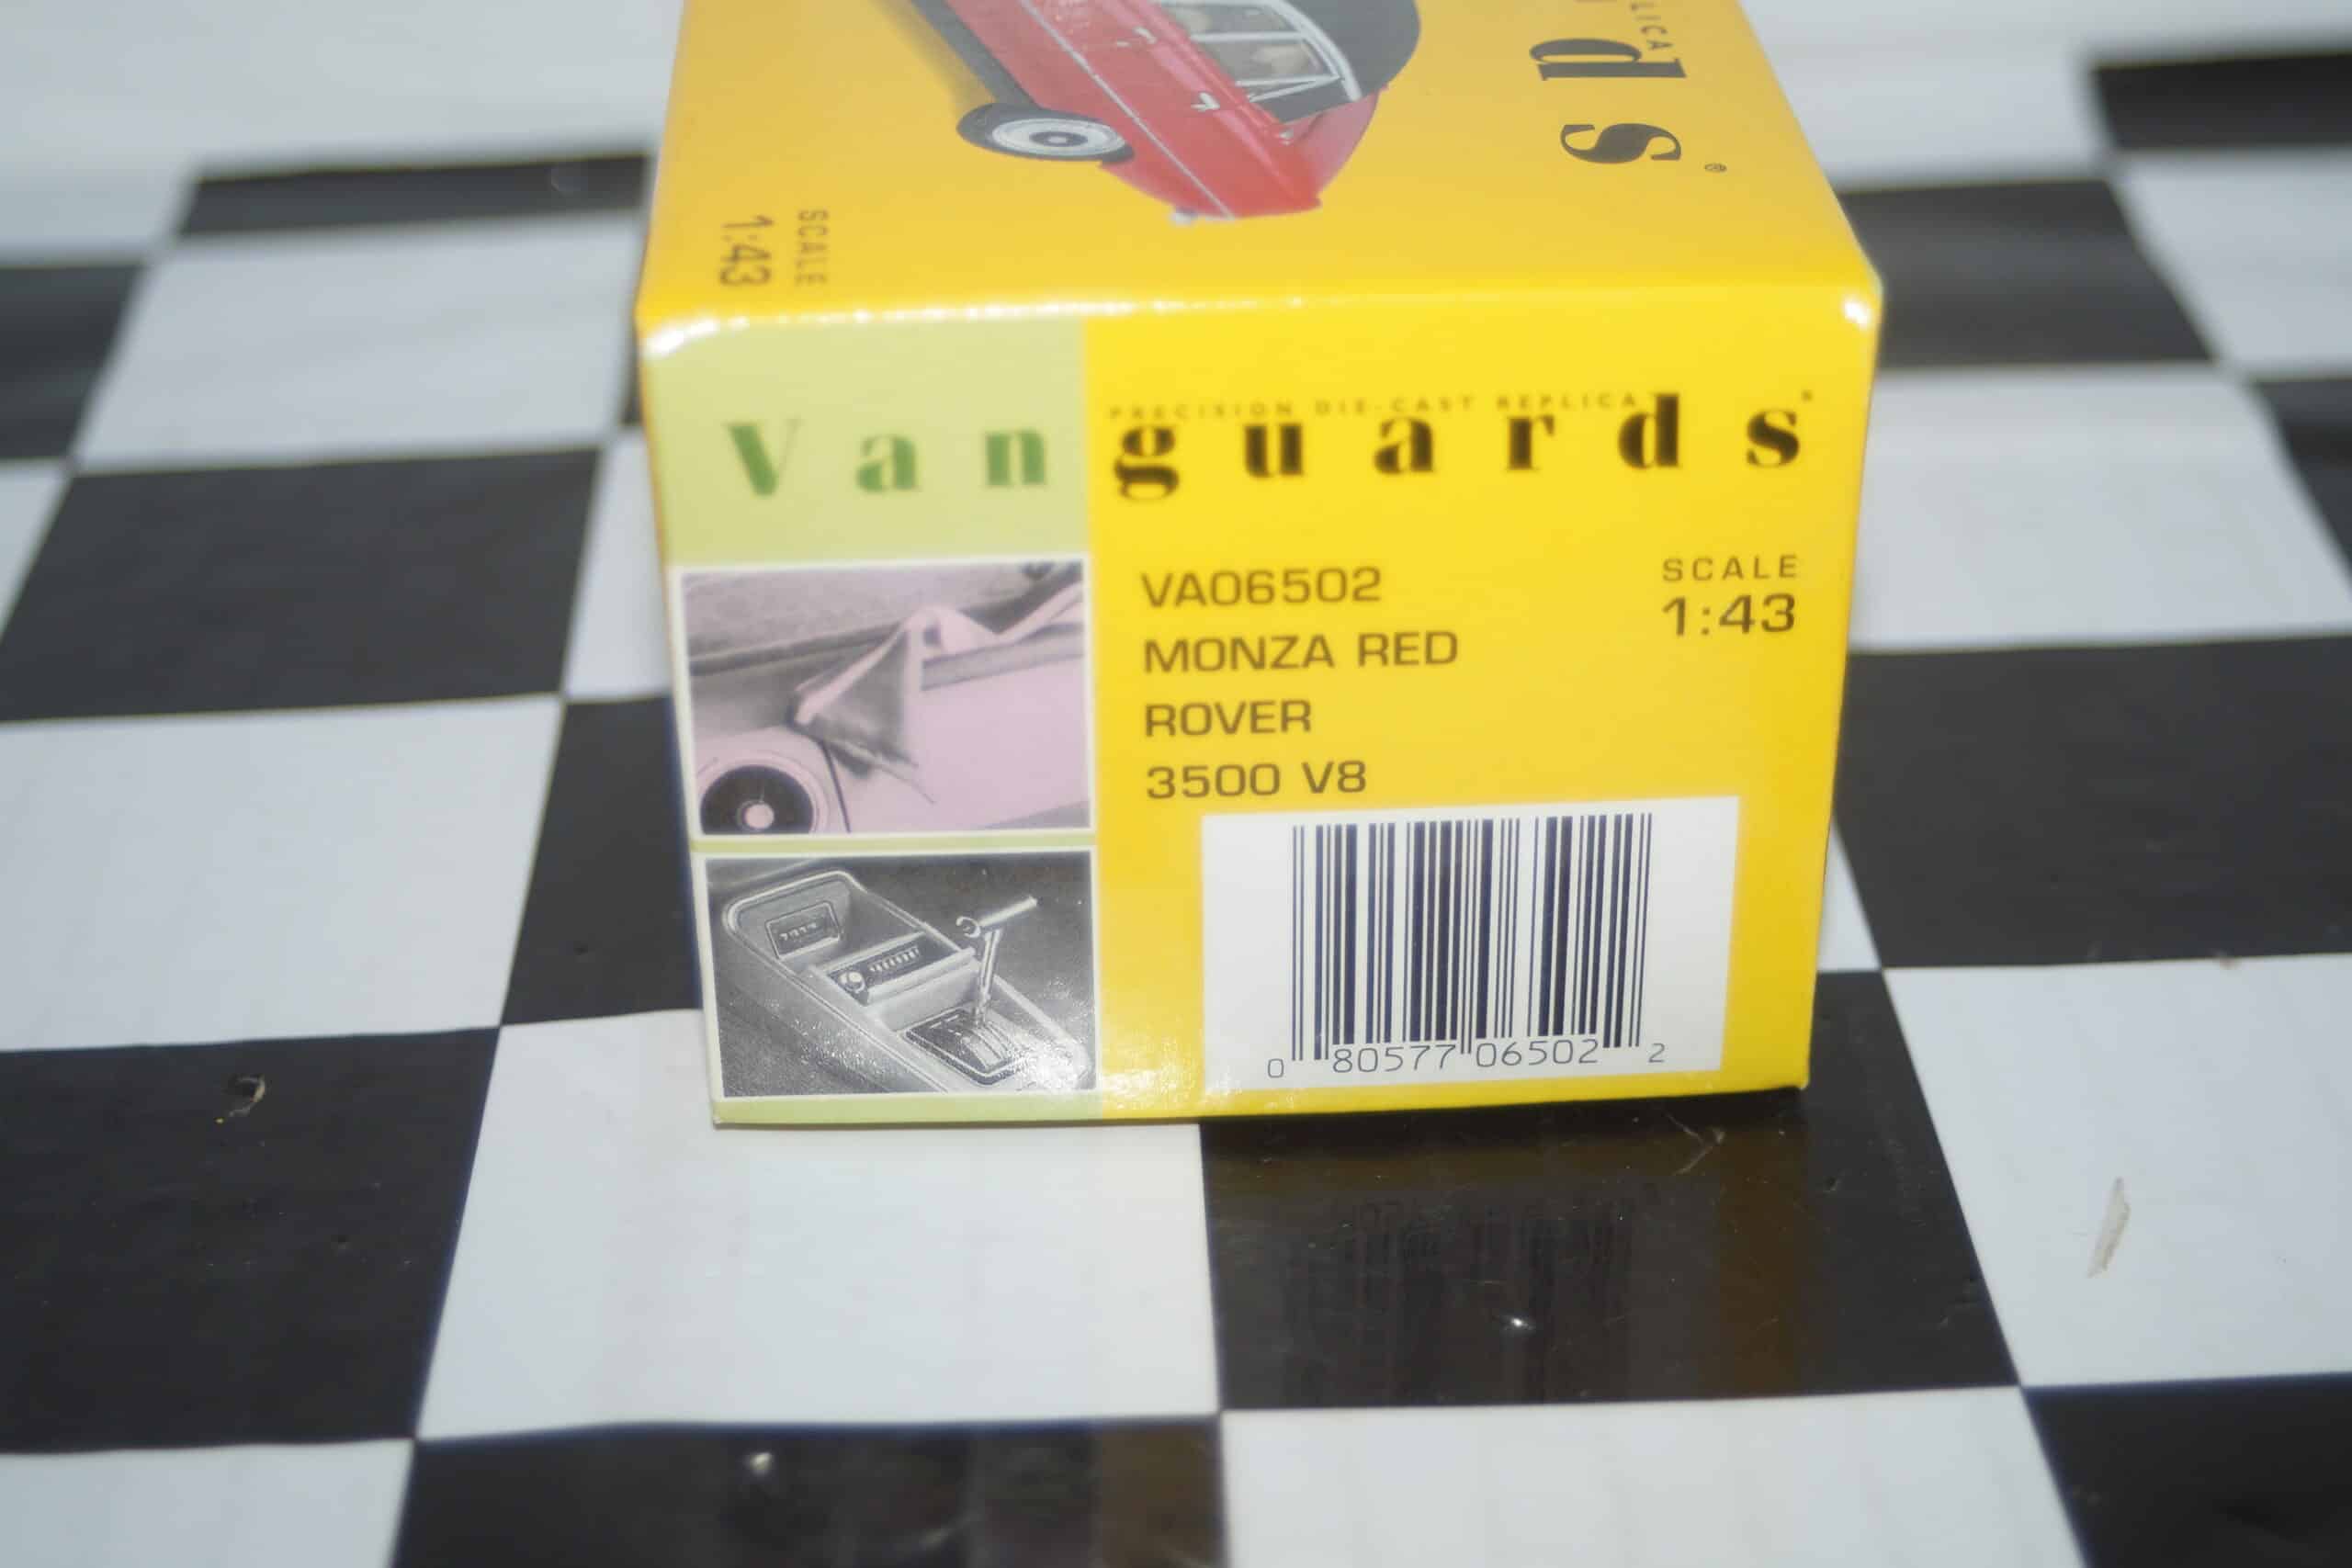 LICA
ds®
SCALE
1:43
PRECISION DIE-CAST REPLICA
Vanguards®
VA06502
MONZA RED
ROVER
3500 V8
SCALE
1:43
0 80577 06502 2